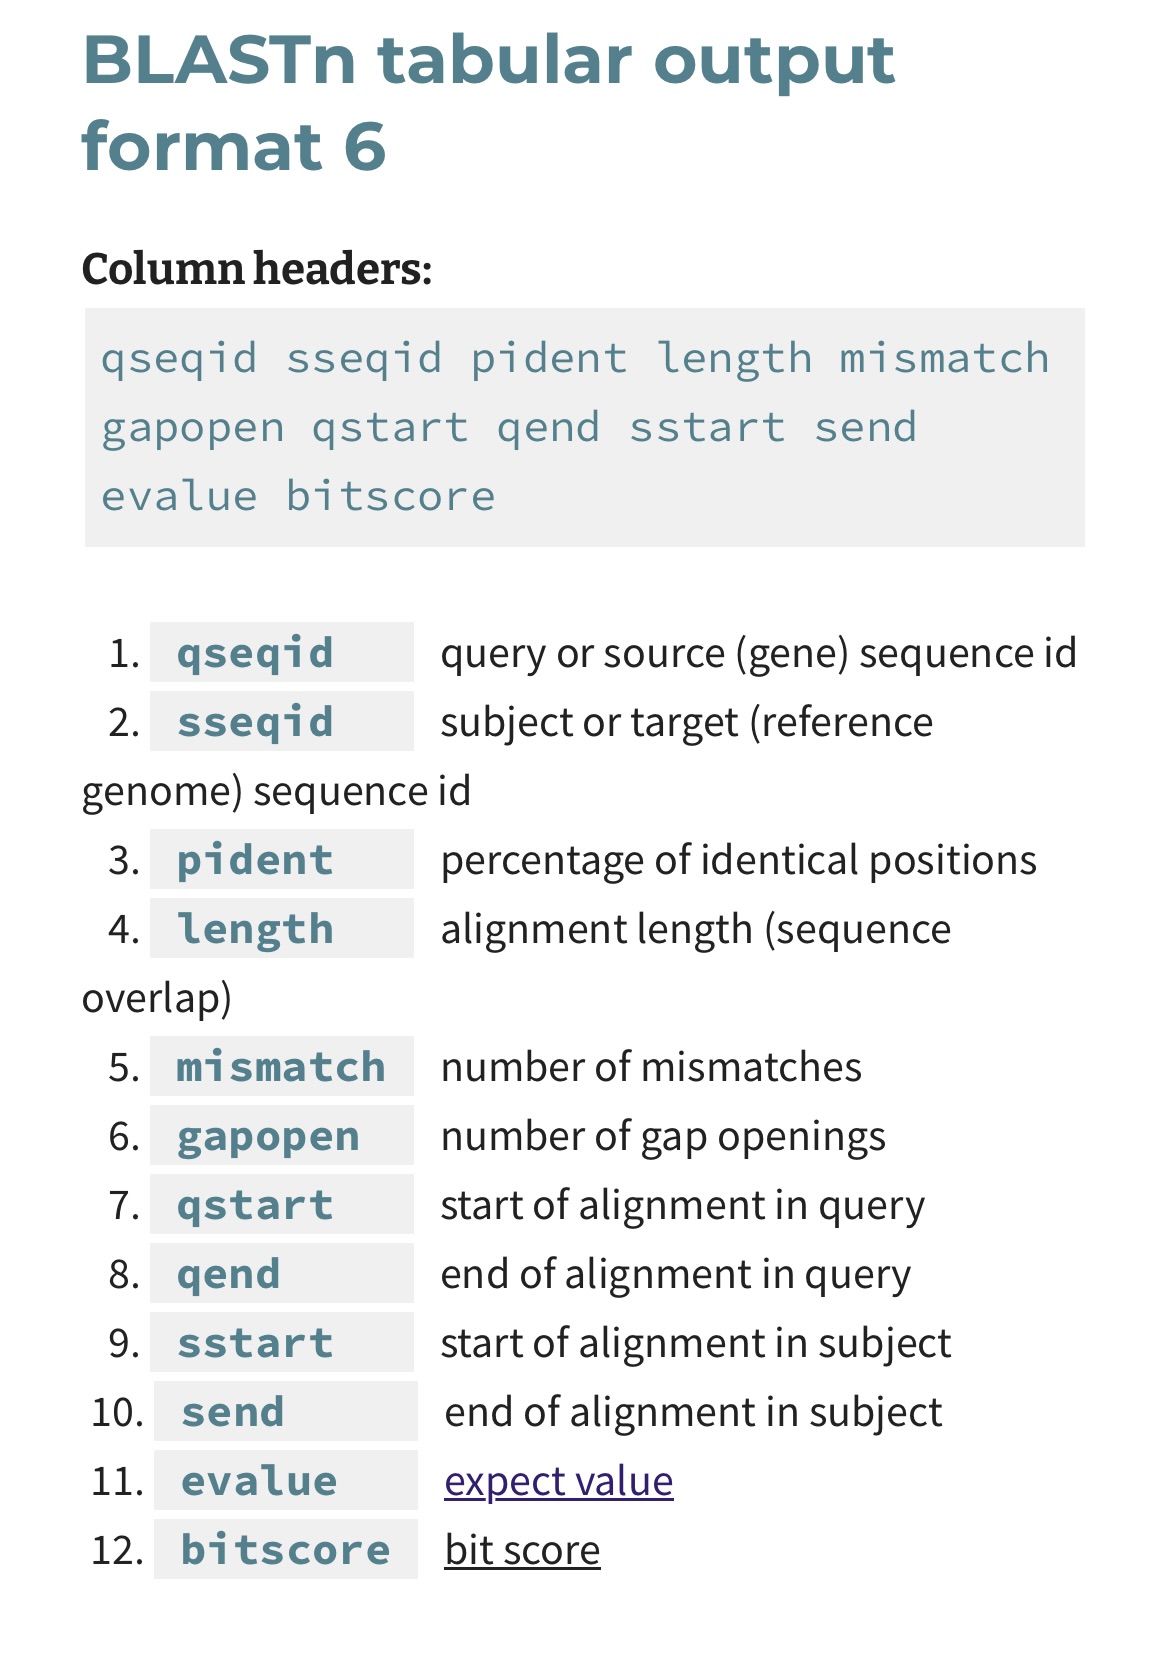 BLASTn tabular output
format 6
Column headers:
qseqid sseqid pident length mismatch
gapopen qstart qend sstart send
evalue bitscore
1. qseqid query or source (gene) sequence id
2. sseqid subject or target (reference
genome) sequence id
3. pident percentage of identical positions
4. length alignment length (sequence
overlap)
5. mismatch number of mismatches
6. gapopen number of gap openings
7. qstart start of alignment in query
8. qend end of alignment in query
9. sstart start of alignment in subject
10. send end of alignment in subject
11. evalue expect value
12. bitscore bit score